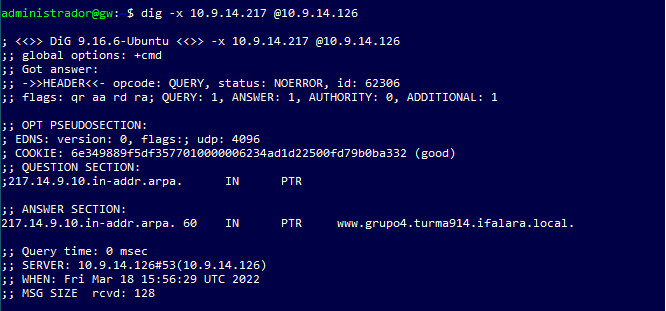 administrador@gw:~$ dig -x 10.9.14.217 @10.9.14.126
; <<>> DiG 9.16.6-Ubuntu <<>> -x 10.9.14.217 @10.9.14.126
;; global options: +cmd
;; Got answer:
;; ->>HEADER<<- opcode: QUERY, status: NOERROR, id: 62306
;; flags: qr aa rd ra; QUERY: 1, ANSWER: 1, AUTHORITY: 0, ADDITIONAL: 1
;; OPT PSEUDOSECTION:
; EDNS: version: 0, flags:; udp: 4096
; COOKIE: 6e349889f5df3577010000006234ad1d22500fd79b0ba332 (good)
;; QUESTION SECTION:
;217.14.9.10.in-addr.arpa. IN PTR
;; ANSWER SECTION:
217.14.9.10.in-addr.arpa. 60 IN PTR www.grupo4.turma914.ifalara.local.
;; Query time: 0 msec
;; SERVER: 10.9.14.126#53(10.9.14.126)
;; WHEN: Fri Mar 18 15:56:29 UTC 2022
;; MSG SIZE rcvd: 128